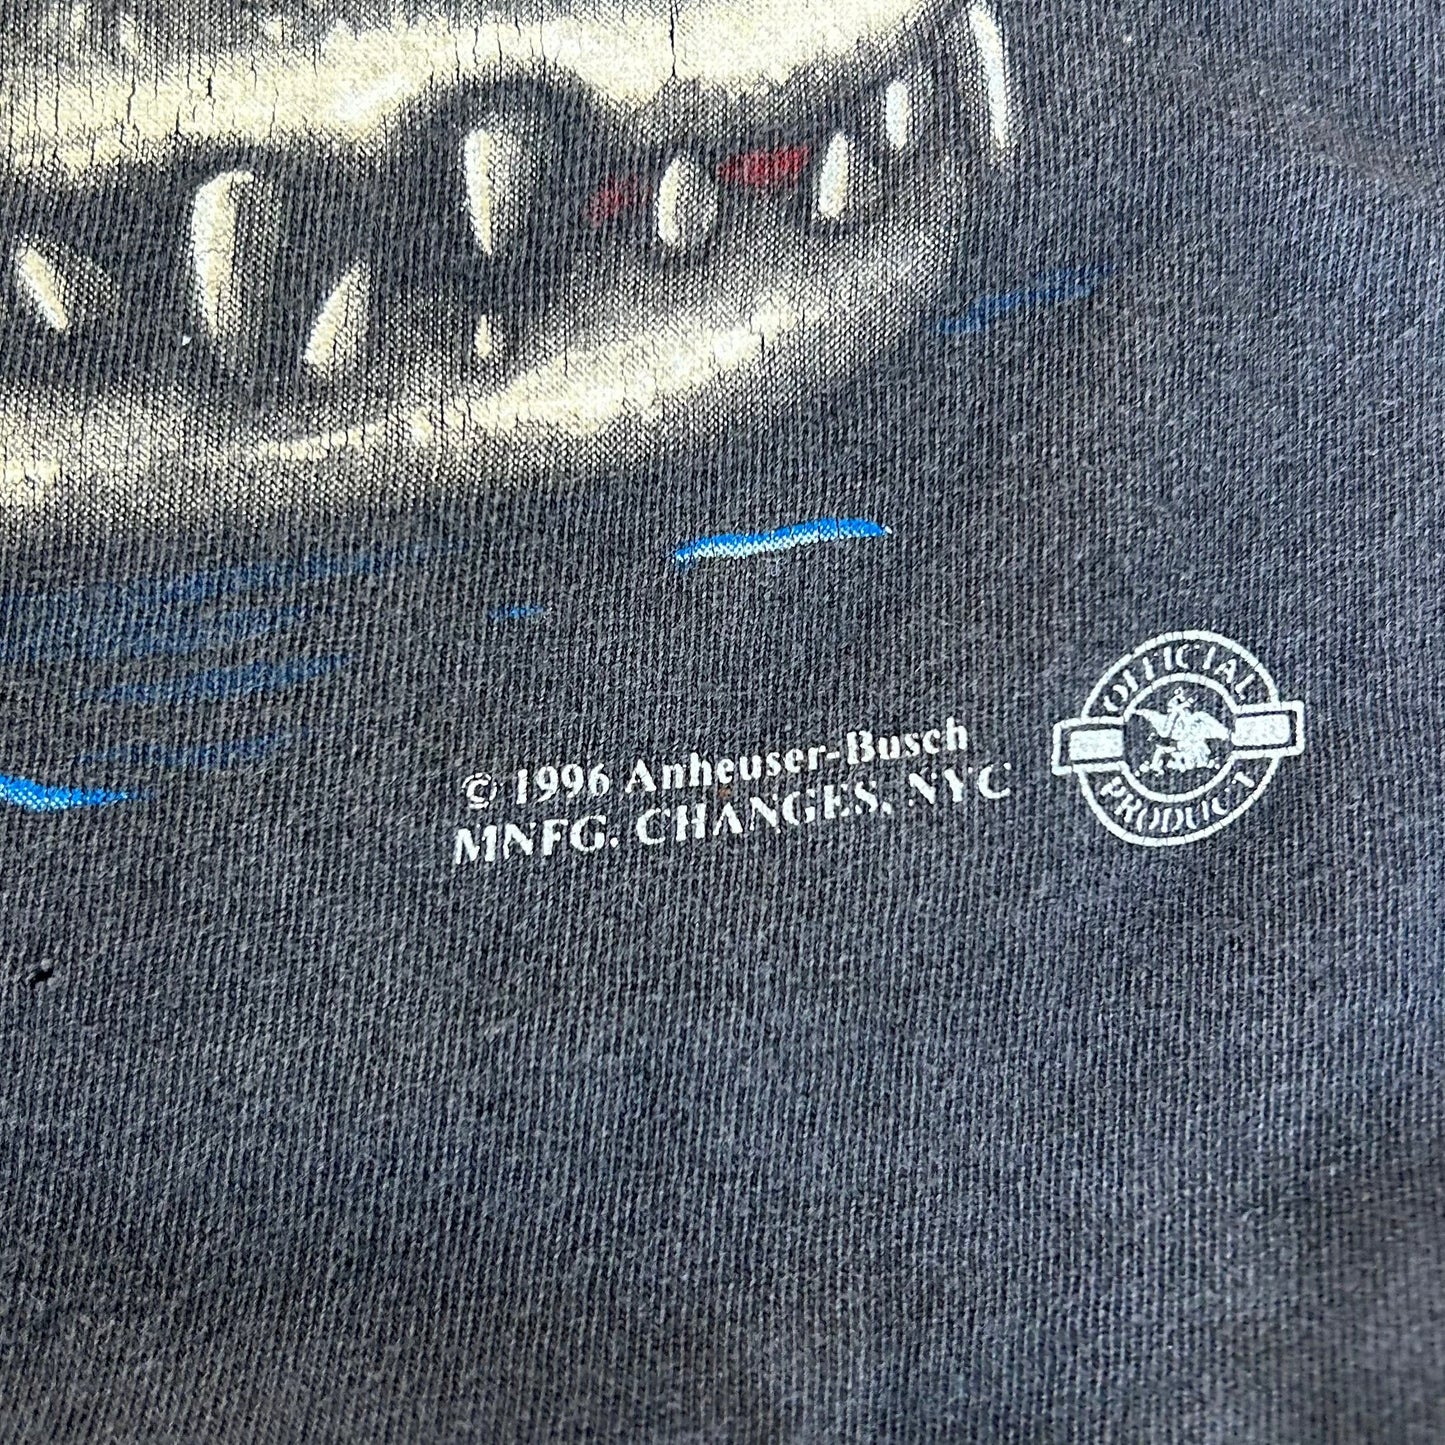 © 1996 Anheuser-Busch
MNFG. CHANGES, NYC
OFFICIAL
PRODUCT